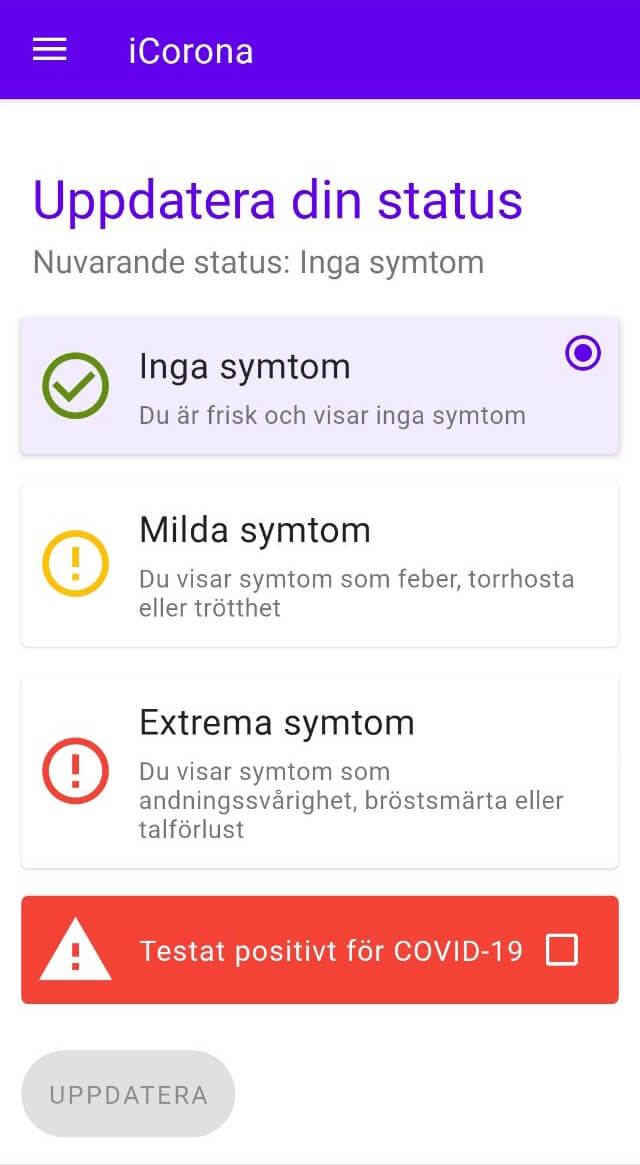 iCorona
Uppdatera din status
Nuvarande status: Inga symtom
Inga symtom
Du är frisk och visar inga symtom
Milda symtom
Du visar symtom som feber, torrhosta
eller trötthet
Extrema symtom
Du visar symtom som
andningssvårighet, bröstsmärta eller
talförlust
Testat positivt för COVID-19
UPPDATERA